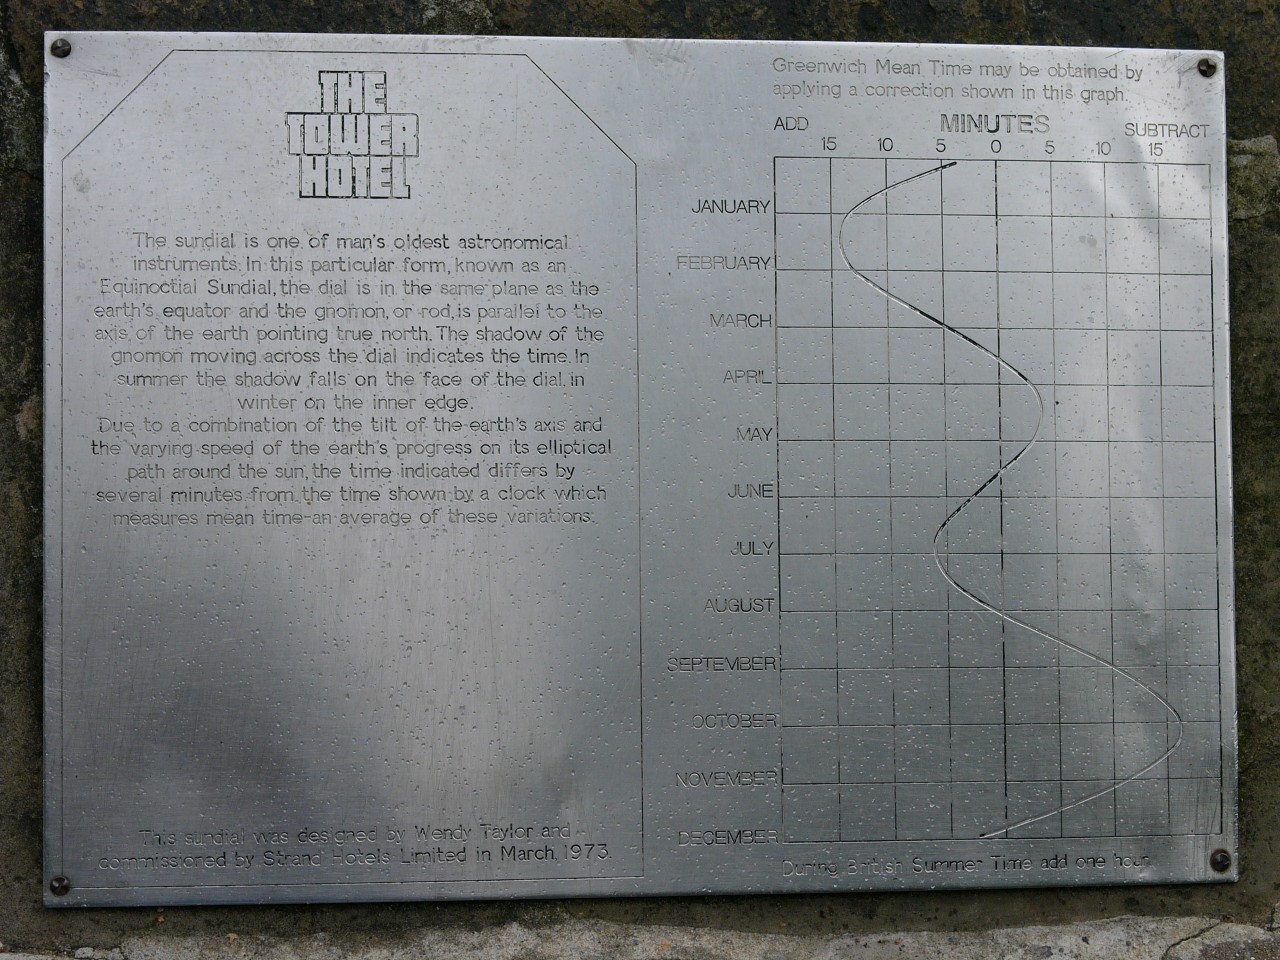 THE
TOWER
HOTEL
The sundial is one of man's oldest astronomical
instruments. In this particular form, known as an
Equinoctial Sundial, the dial is in the same plane as the
earth's equator and the gnomon, or rod, is parallel to the
axis of the earth pointing true north. The shadow of the
gnomon moving across the dial indicates the time. In
summer the shadow falls on the face of the dial, in
winter on the inner edge.
Due to a combination of the tilt of the earth's axis and
the varying speed of the earth's progress on its elliptical
path around the sun, the time indicated differs by
several minutes from the time shown by a clock which
measures mean time-an average of these variations.
This sundial was designed by Wendy Taylor and
commissioned by Strand Hotels Limited in March, 1973.
Greenwich Mean Time may be obtained by
applying a correction shown in this graph.
ADD MINUTES SUBTRACT
15 10 5 0 5 10 15
JANUARY
FEBRUARY
MARCH
APRIL
MAY
JUNE
JULY
AUGUST
SEPTEMBER
OCTOBER
NOVEMBER
DECEMBER
During British Summer Time add one hour.